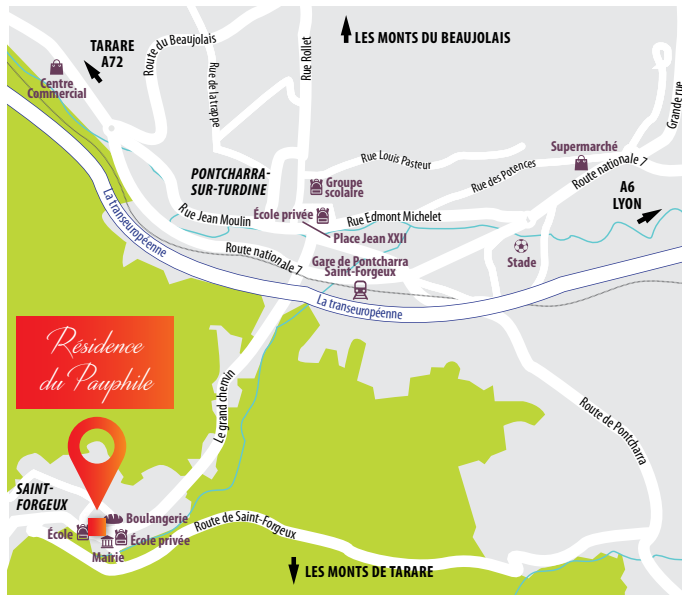 LES MONTS DU BEAUJOLAIS
TARARE
A72
Route du Beaujolais
Rue de la trappe
Rue Rollet
Grande rue
Centre
Commercial
Supermarché
Rue Louis Pasteur
Rue des Potences
Route nationale 7
PONTCHARRA-
SUR-TURDINE
Groupe
scolaire
A6
LYON
La transeuropéenne
Rue Jean Moulin
École privée
Rue Edmont Michelet
Place Jean XXII
Route nationale 7
Gare de Pontcharra
Saint-Forgeux
Stade
La transeuropéenne
Résidence
du Pauphile
Le grand chemin
Route de Pontcharra
SAINT-
FORGEUX
Boulangerie
École
École privée
Mairie
Route de Saint-Forgeux
LES MONTS DE TARARE